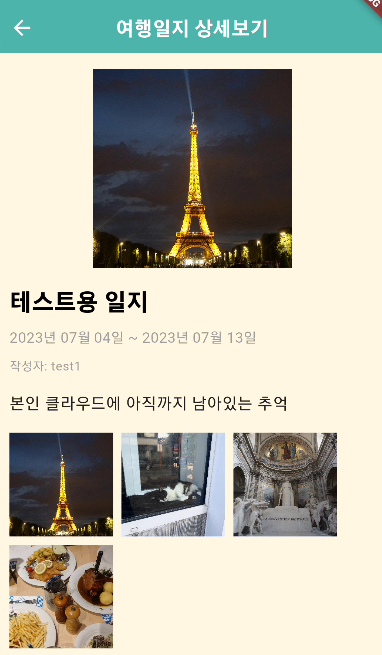 여행일지 상세보기
테스트용 일지
2023년 07월 04일 ~ 2023년 07월 13일
작성자: test1
본인 클라우드에 아직까지 남아있는 추억